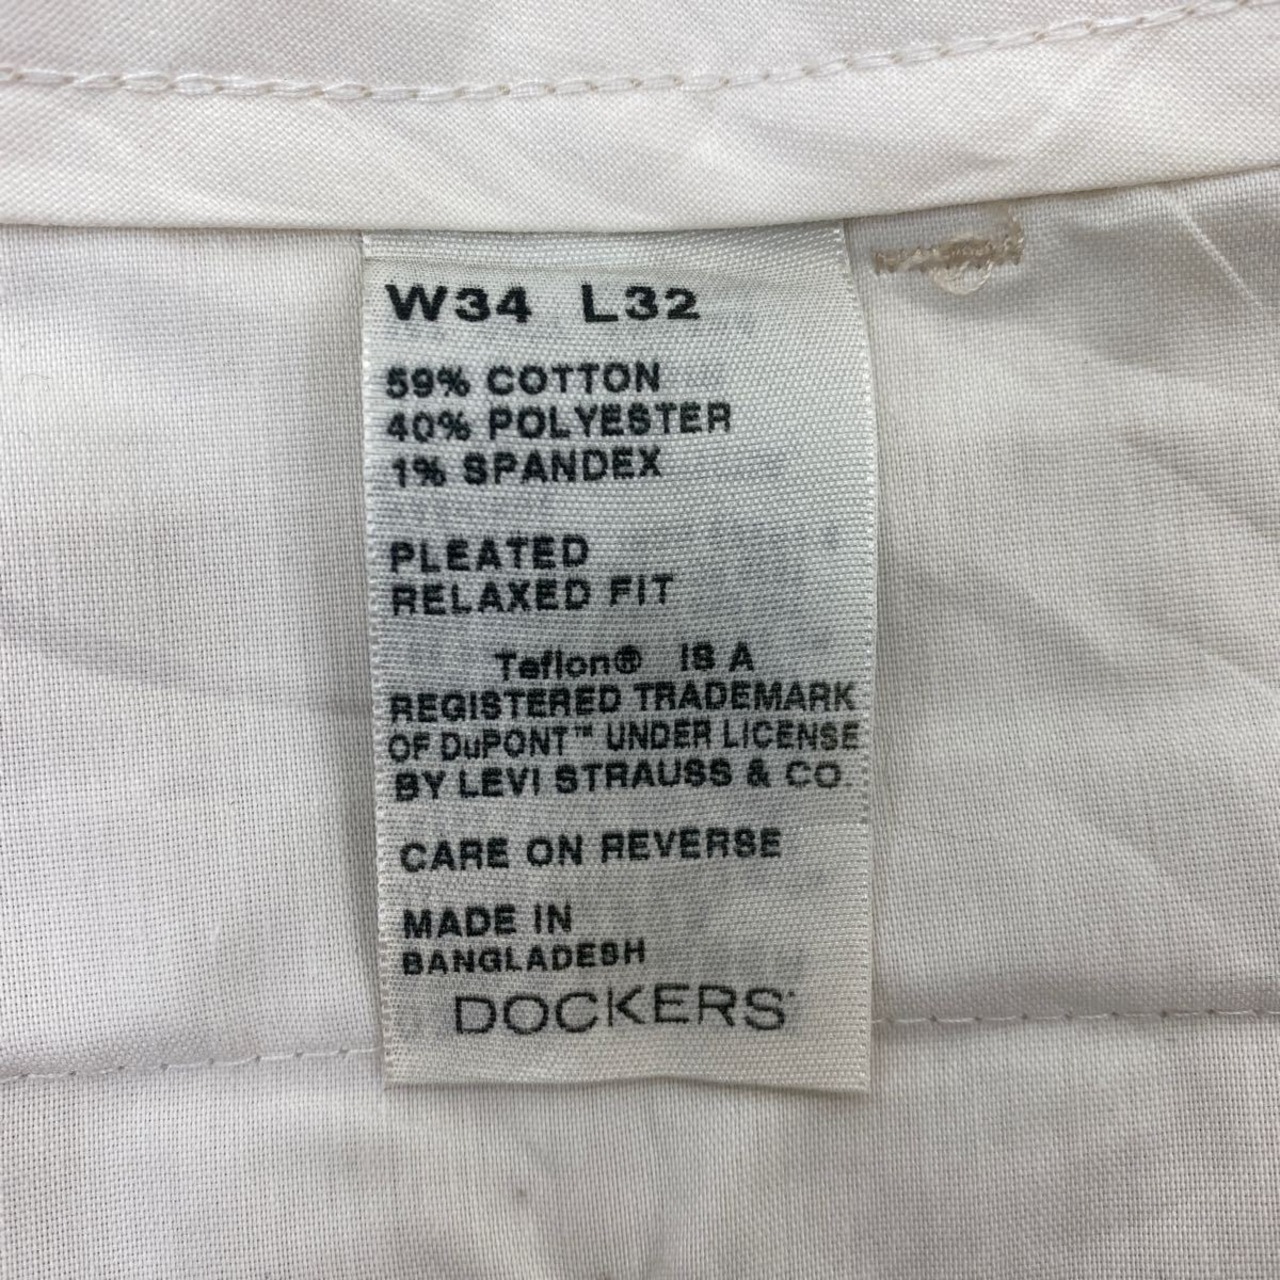 W34 L32
59% COTTON
40% POLYESTER
1% SPANDEX
PLEATED
RELAXED FIT
Teflon® IS A
REGISTERED TRADEMARK
OF DuPONT™ UNDER LICENSE
BY LEVI STRAUSS & CO.
CARE ON REVERSE
MADE IN
BANGLADESH
DOCKERS